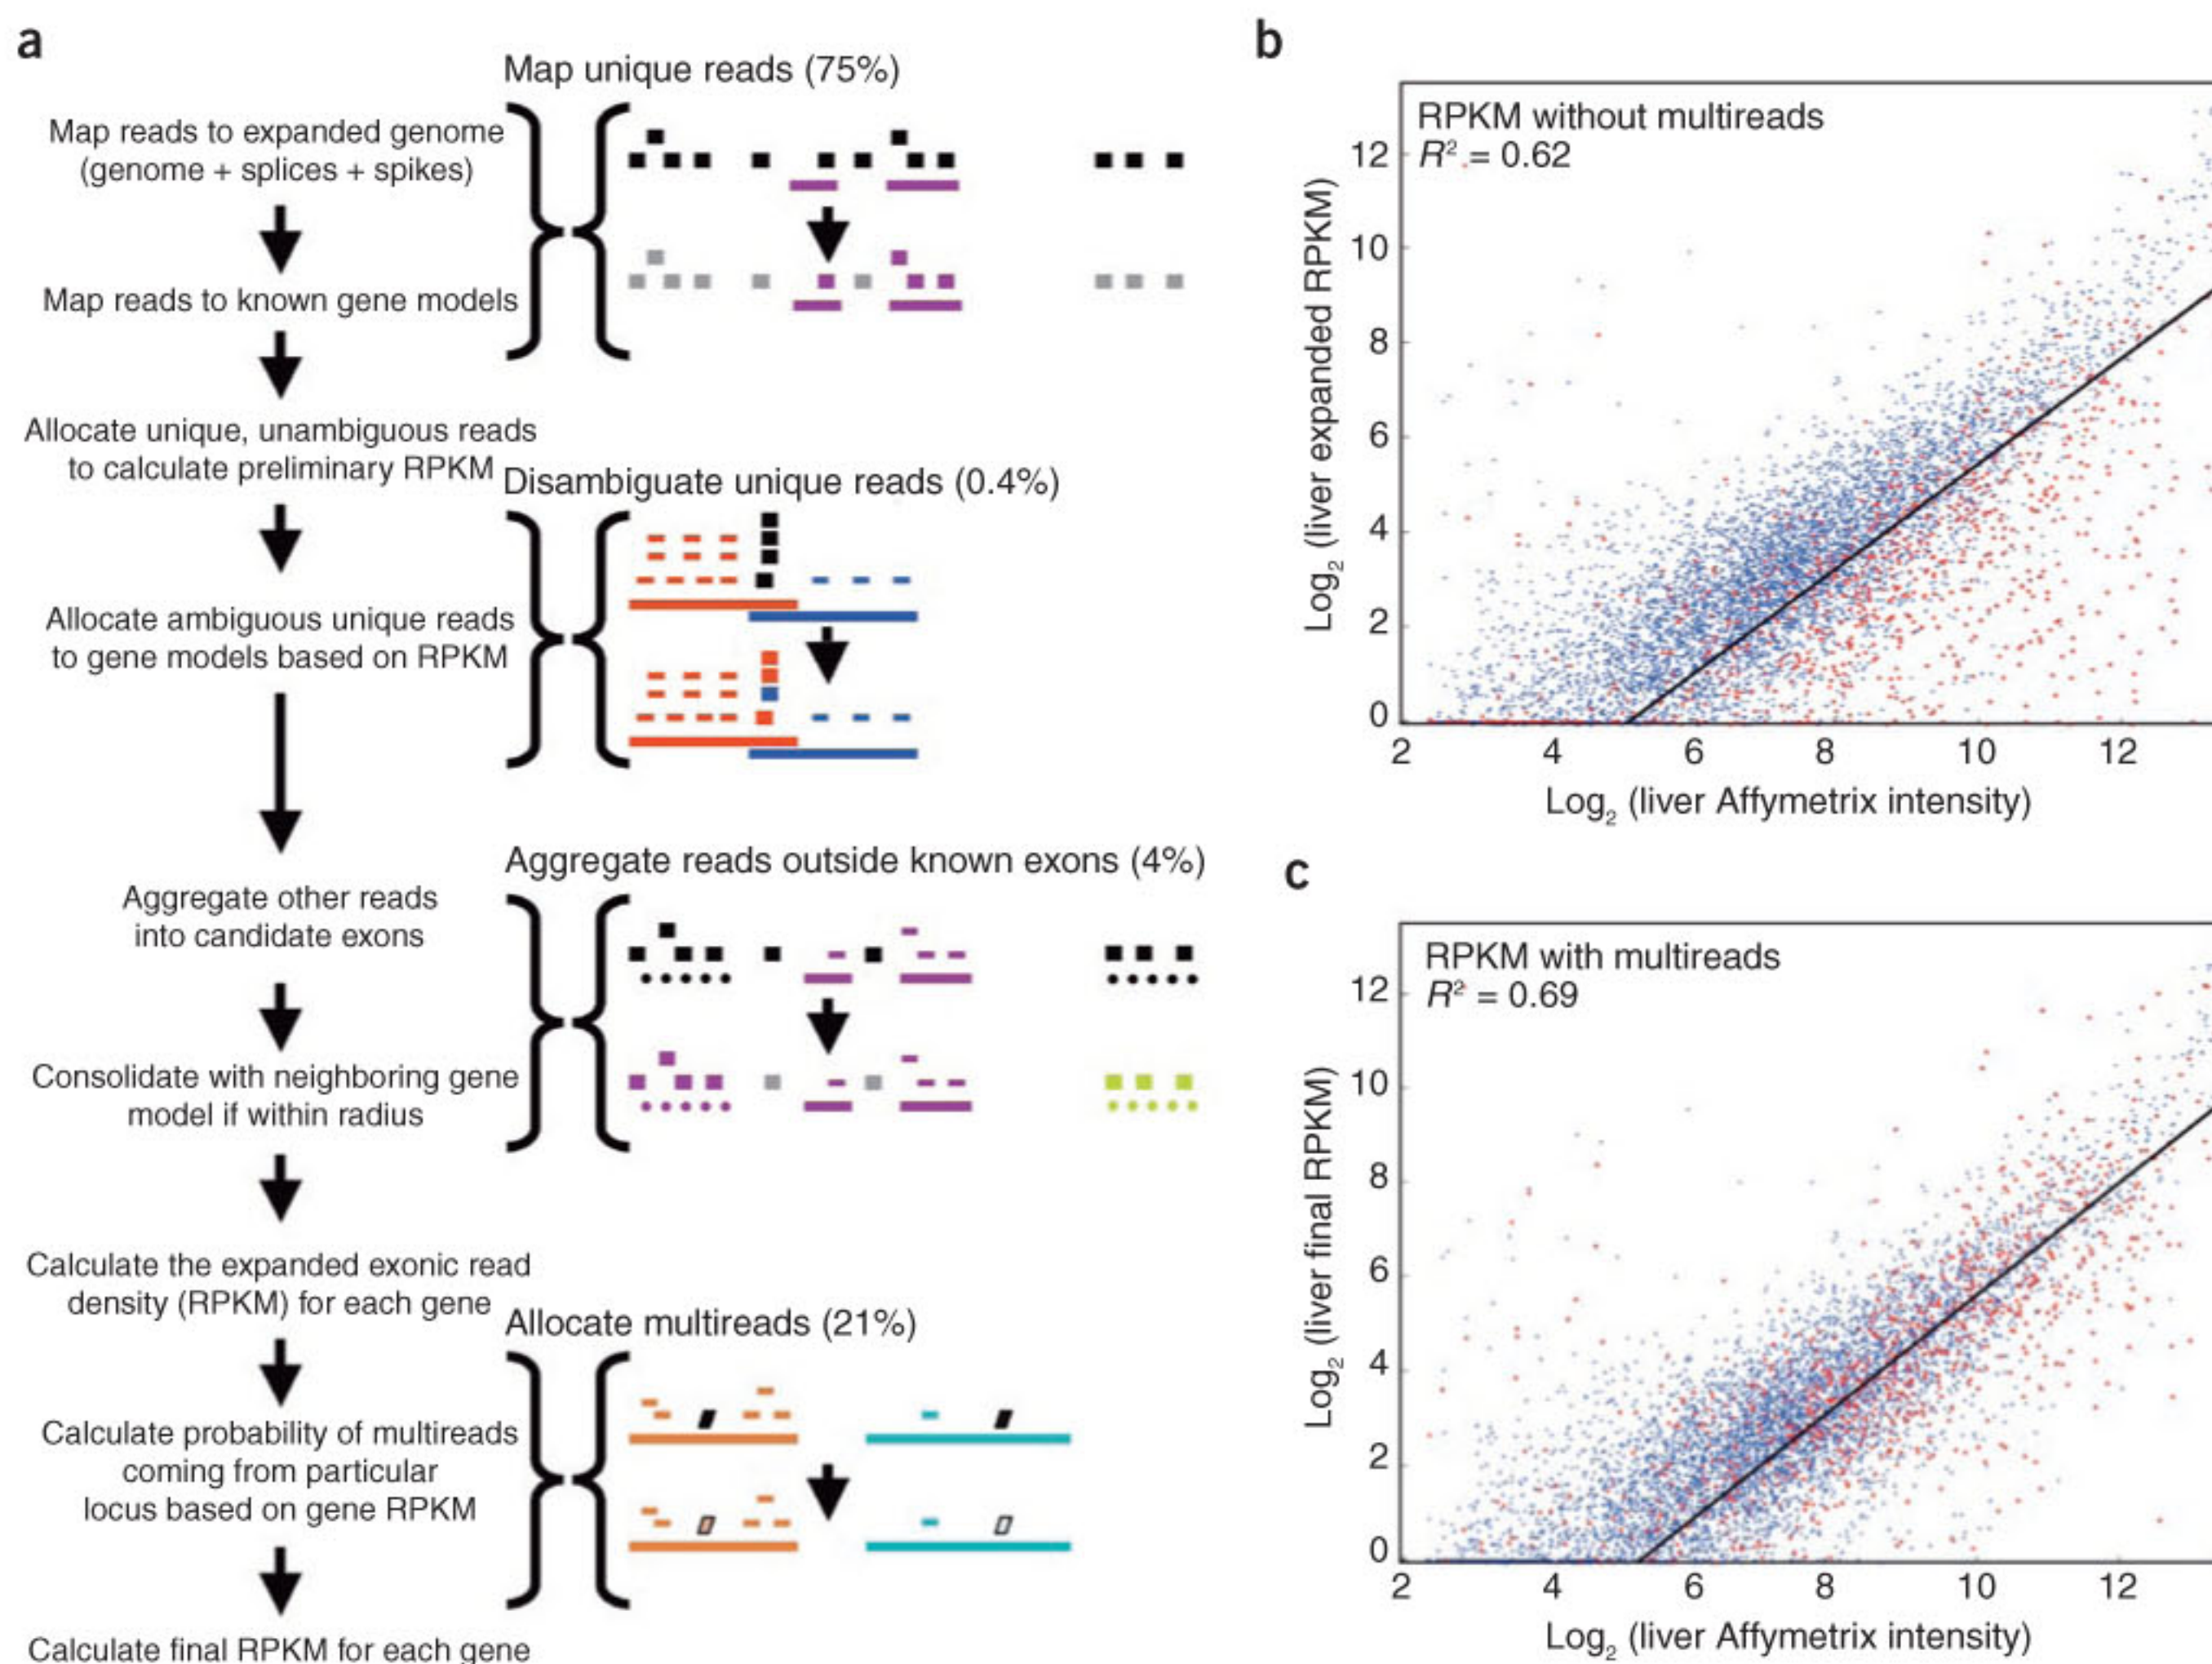 a
Map unique reads (75%)
Map reads to expanded genome
(genome + splices + spikes)
Map reads to known gene models
Allocate unique, unambiguous reads
to calculate preliminary RPKM
Disambiguate unique reads (0.4%)
Allocate ambiguous unique reads
to gene models based on RPKM
Aggregate reads outside known exons (4%)
Aggregate other reads
into candidate exons
Consolidate with neighboring gene
model if within radius
Calculate the expanded exonic read
density (RPKM) for each gene
Allocate multireads (21%)
Calculate probability of multireads
coming from particular
locus based on gene RPKM
Calculate final RPKM for each gene
b
RPKM without multireads
R² = 0.62
Log₂ (liver expanded RPKM)
12
10
8
6
4
2
0
2 4 6 8 10 12
Log₂ (liver Affymetrix intensity)
c
RPKM with multireads
R² = 0.69
Log₂ (liver final RPKM)
12
10
8
6
4
2
0
2 4 6 8 10 12
Log₂ (liver Affymetrix intensity)